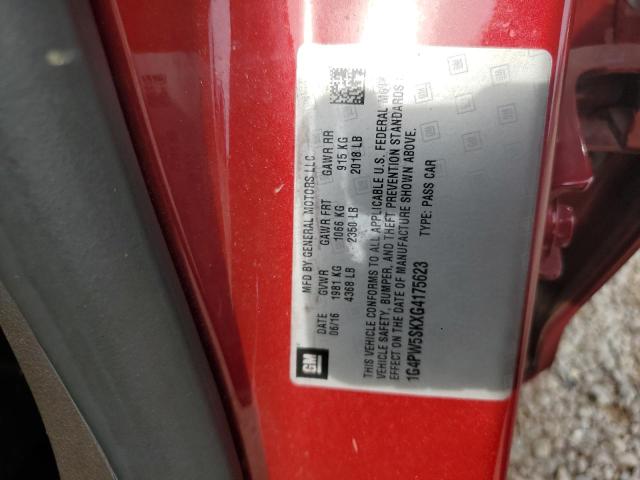 MFD BY GENERAL MOTORS LLC
DATE GVWR GAWR FRT GAWR RR
06/16 1981 KG 1066 KG 915 KG
4368 LB 2350 LB 2018 LB
THIS VEHICLE CONFORMS TO ALL APPLICABLE U.S. FEDERAL MOTOR
VEHICLE SAFETY, BUMPER, AND THEFT PREVENTION STANDARDS IN
EFFECT ON THE DATE OF MANUFACTURE SHOWN ABOVE.
1G4PW5SKXG4175623 TYPE: PASS CAR
GM